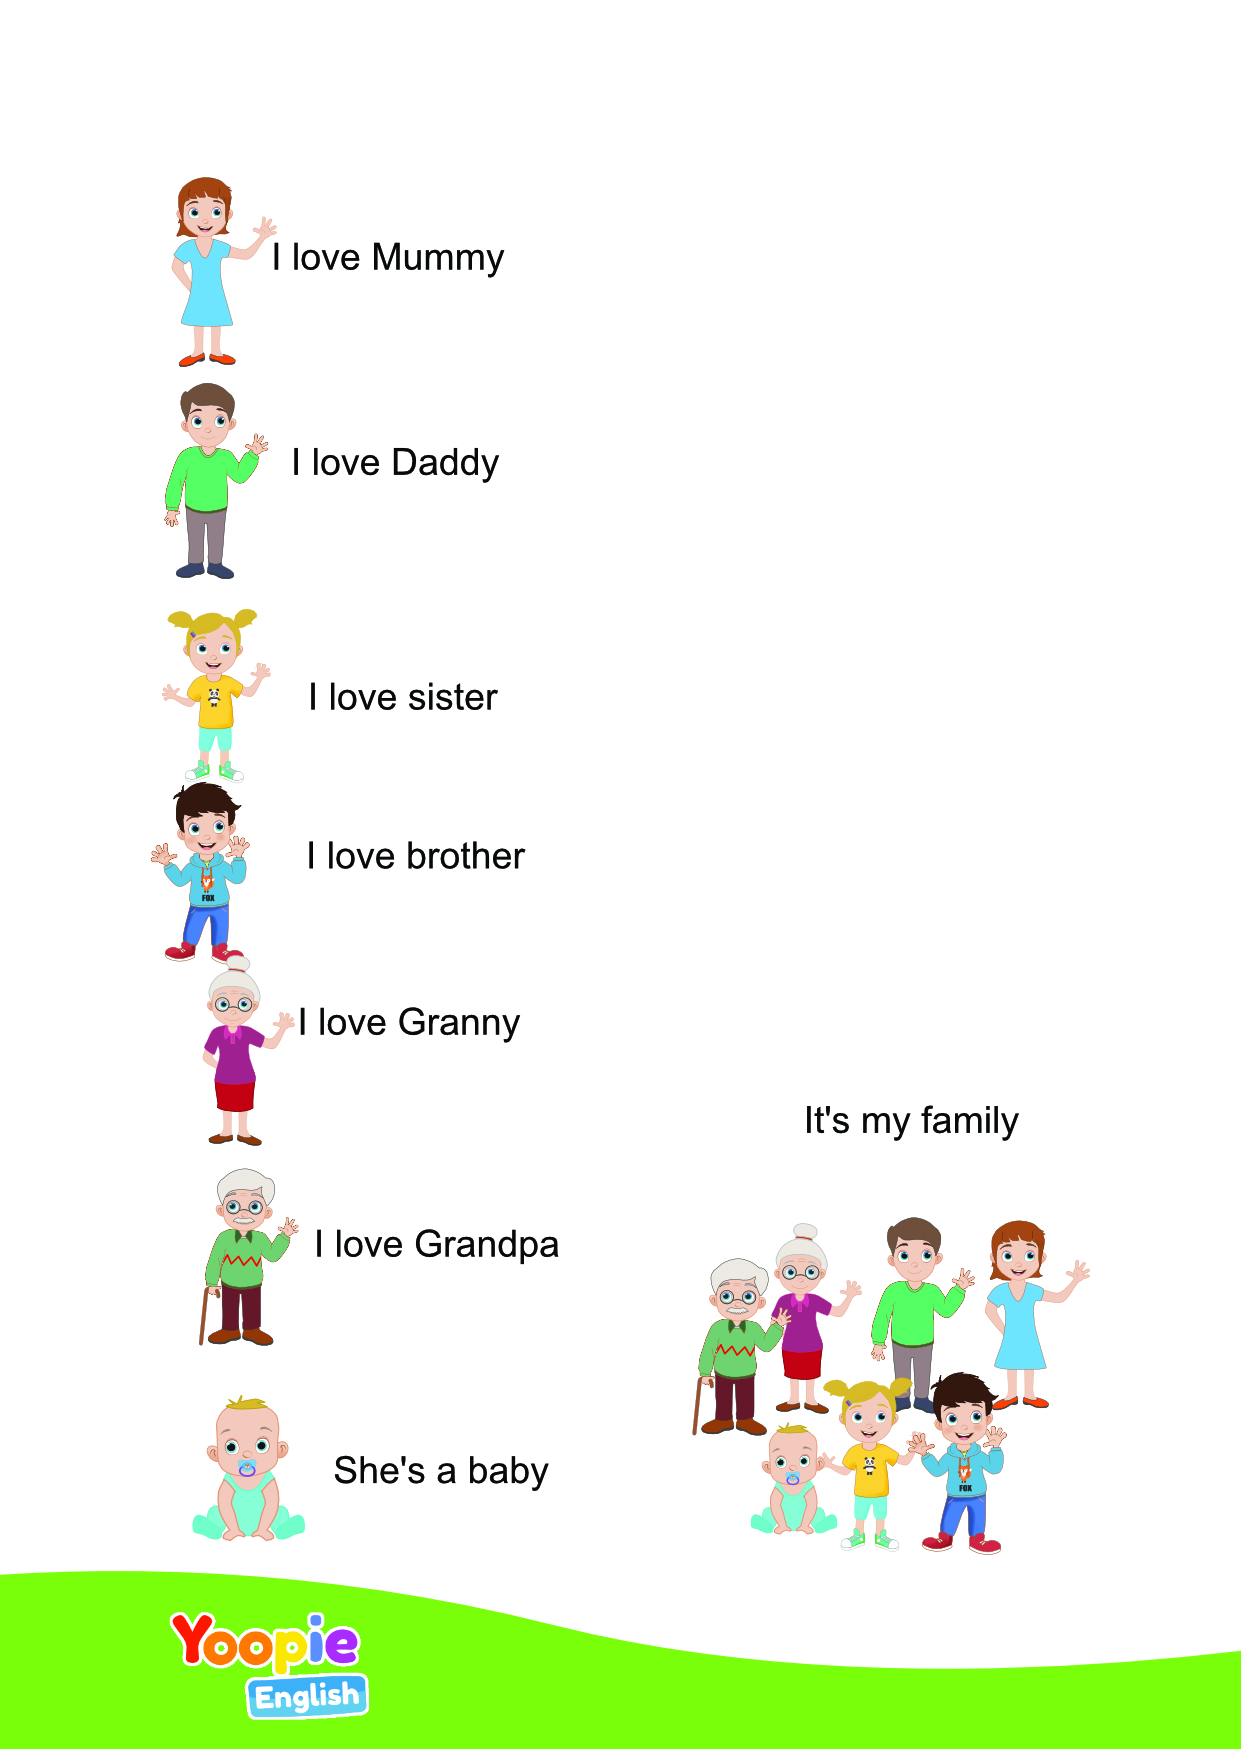 I love Mummy
I love Daddy
I love sister
I love brother
FOX
I love Granny
It's my family
I love Grandpa
FOX
She's a baby
Yoopie
English